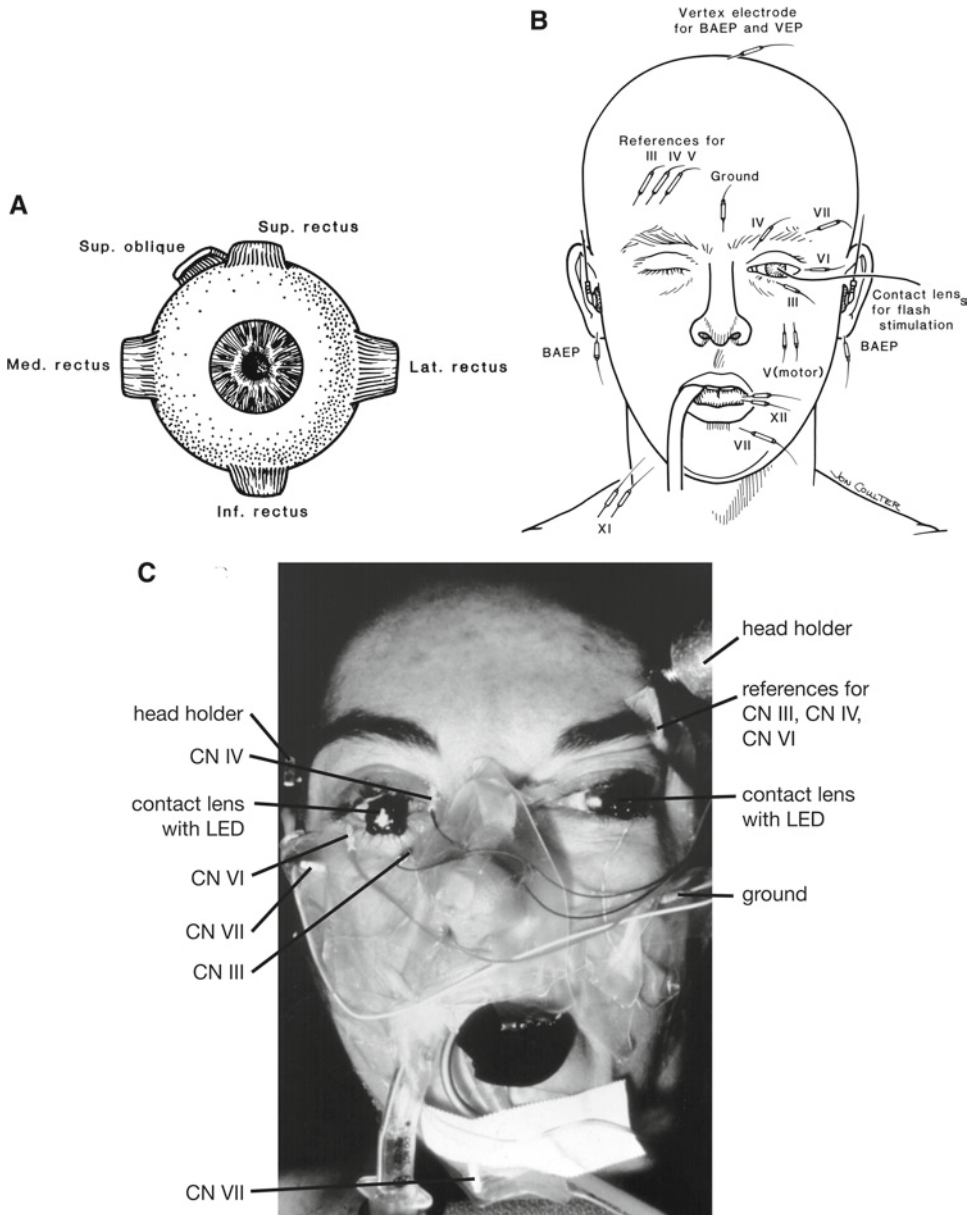 A
Sup. rectus
Sup. oblique
Med. rectus
Lat. rectus
Inf. rectus
B
Vertex electrode
for BAEP and VEP
References for
III IV V
Ground
IV
VII
VI
III
Contact lens
s
for flash
stimulation
BAEP
BAEP
V(motor)
XII
VII
XI
JON COULTER
C
head holder
CN IV
contact lens
with LED
CN VI
CN VII
CN III
CN VII
head holder
references for
CN III, CN IV,
CN VI
contact lens
with LED
ground